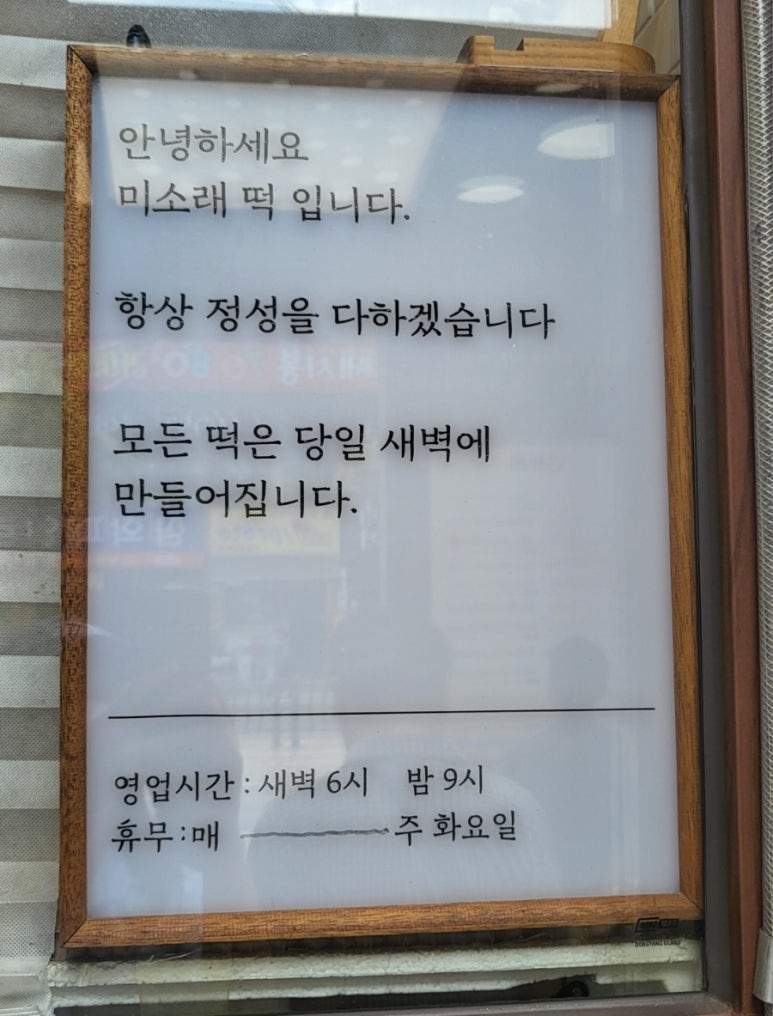 안녕하세요
미소래 떡 입니다.
항상 정성을 다하겠습니다
모든 떡은 당일 새벽에
만들어집니다.
영업시간 : 새벽 6시 밤 9시
휴무 : 매 주 화요일
DONGYANG GLASS